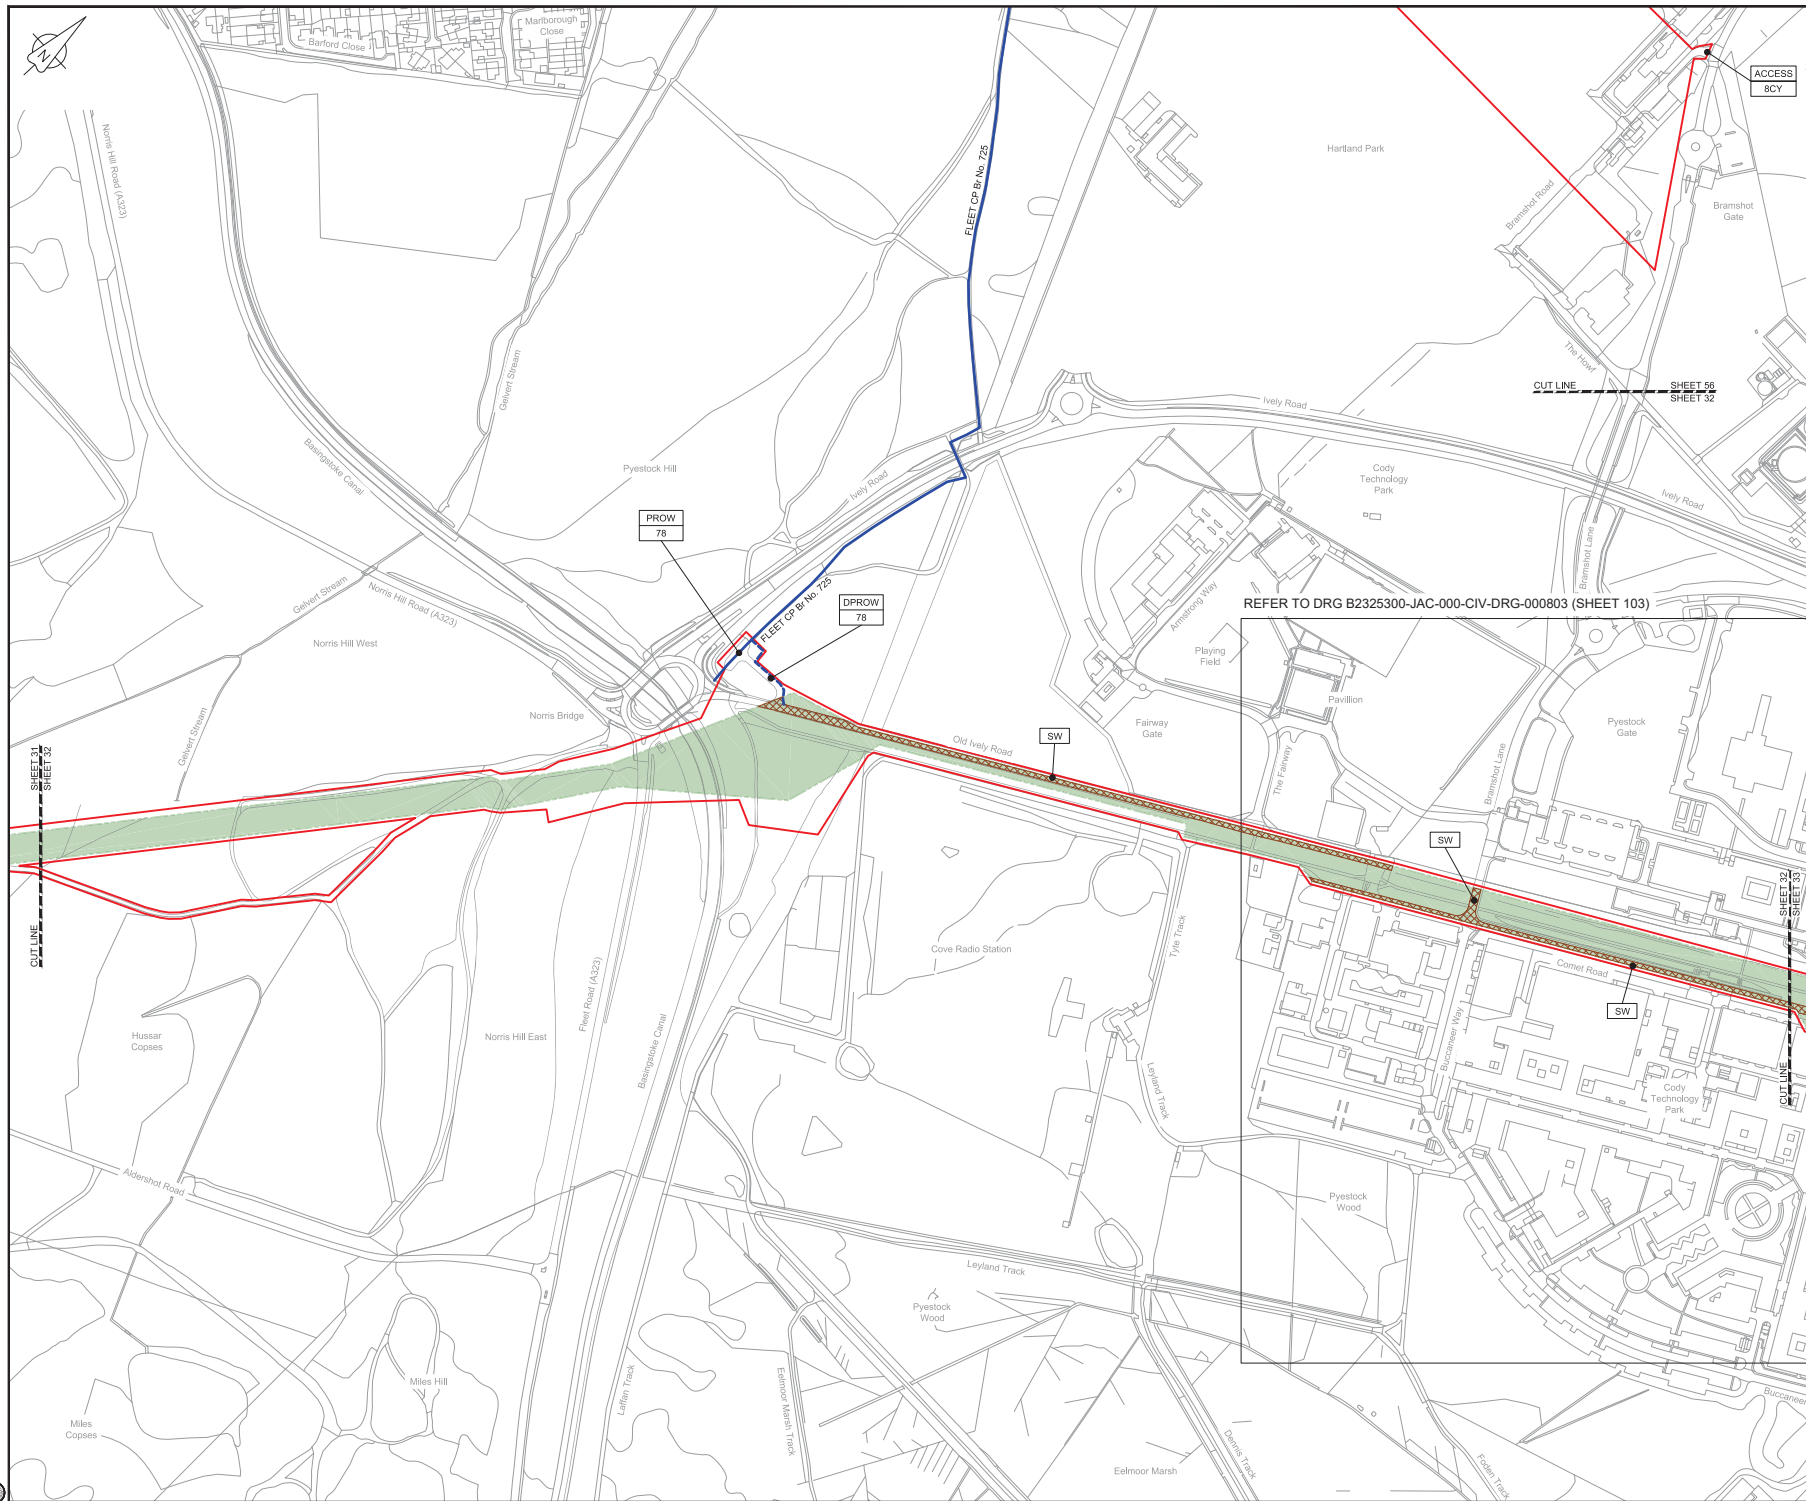 N
Barford Close
Marlborough
Close
Norris Hill Road (A323)
FLEET CP Br No. 725
Hartland Park
ACCESS
8CY
Bramshot Road
Bramshot
Gate
Gelvert Stream
The Howf
CUT LINE
SHEET 56
SHEET 32
Ively Road
Basingstoke Canal
Pyestock Hill
Ively Road
Cody
Technology
Park
Ively Road
PROW
78
Bramshot Lane
Gelvert Stream
Norris Hill Road (A323)
FLEET CP Br No. 725
DPROW
78
Armstrong Way
REFER TO DRG B2325300-JAC-000-CIV-DRG-000803 (SHEET 103)
Norris Hill West
Playing
Field
Pavillion
Norris Bridge
Fairway
Gate
Pyestock
Gate
Gelvert Stream
SW
Old Ively Road
The Fairway
Bramshot Lane
CUT LINE
SHEET 31
SHEET 32
SW
CUT LINE
SHEET 32
SHEET 33
Cove Radio Station
Tyte Track
Comet Road
SW
Fleet Road (A323)
Hussar
Copses
Norris Hill East
Basingstoke Canal
Buccaneer Way
Leyland Track
Cody
Technology
Park
Aldershot Road
Pyestock
Wood
Leyland Track
Pyestock
Wood
Miles Hill
Laffan Track
Eelmoor Marsh Track
Buccaneer
Miles
Copses
Eelmoor Marsh
Dennis Track
Foden Track